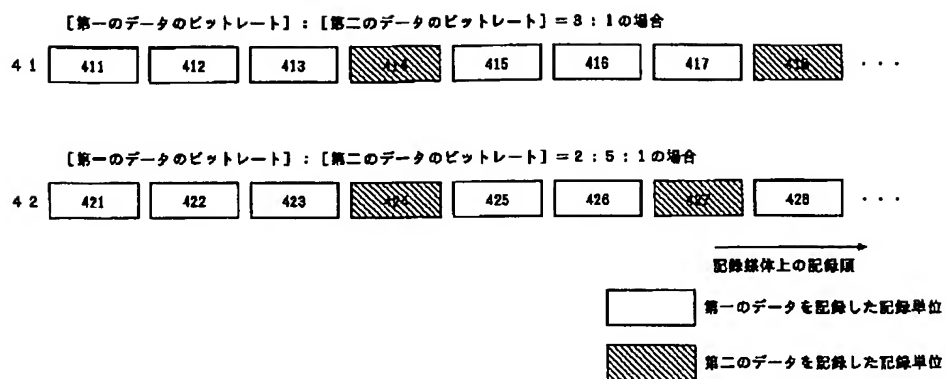 [第一のデータのビットレート] : [第二のデータのビットレート] = 3 : 1の場合
41 411 412 413 414 415 416 417 418 ・・・
[第一のデータのビットレート] : [第二のデータのビットレート] = 2 : 5 : 1の場合
42 421 422 423 424 425 426 427 428 ・・・
記録媒体上の記録順
第一のデータを記録した記録単位
第二のデータを記録した記録単位